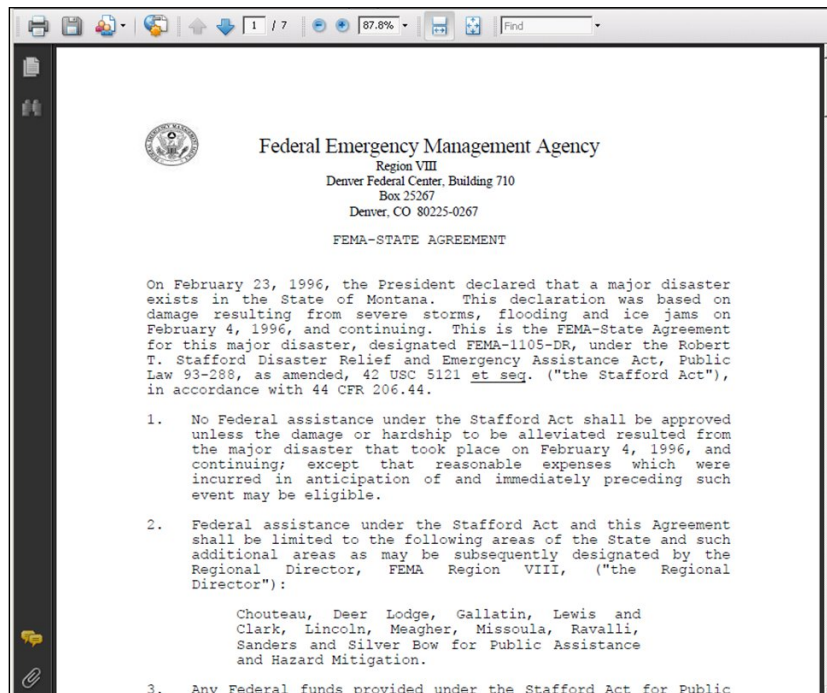 1 / 7 87.8% Find
Federal Emergency Management Agency
Region VIII
Denver Federal Center, Building 710
Box 25267
Denver, CO 80225-0267
FEMA-STATE AGREEMENT
On February 23, 1996, the President declared that a major disaster
exists in the State of Montana. This declaration was based on
damage resulting from severe storms, flooding and ice jams on
February 4, 1996, and continuing. This is the FEMA-State Agreement
for this major disaster, designated FEMA-1105-DR, under the Robert
T. Stafford Disaster Relief and Emergency Assistance Act, Public
Law 93-288, as amended, 42 USC 5121 et seq. ("the Stafford Act"),
in accordance with 44 CFR 206.44.
1. No Federal assistance under the Stafford Act shall be approved
unless the damage or hardship to be alleviated resulted from
the major disaster that took place on February 4, 1996, and
continuing; except that reasonable expenses which were
incurred in anticipation of and immediately preceding such
event may be eligible.
2. Federal assistance under the Stafford Act and this Agreement
shall be limited to the following areas of the State and such
additional areas as may be subsequently designated by the
Regional Director, FEMA Region VIII, ("the Regional
Director"):
Chouteau, Deer Lodge, Gallatin, Lewis and
Clark, Lincoln, Meagher, Missoula, Ravalli,
Sanders and Silver Bow for Public Assistance
and Hazard Mitigation.
3. Any Federal funds provided under the Stafford Act for Public